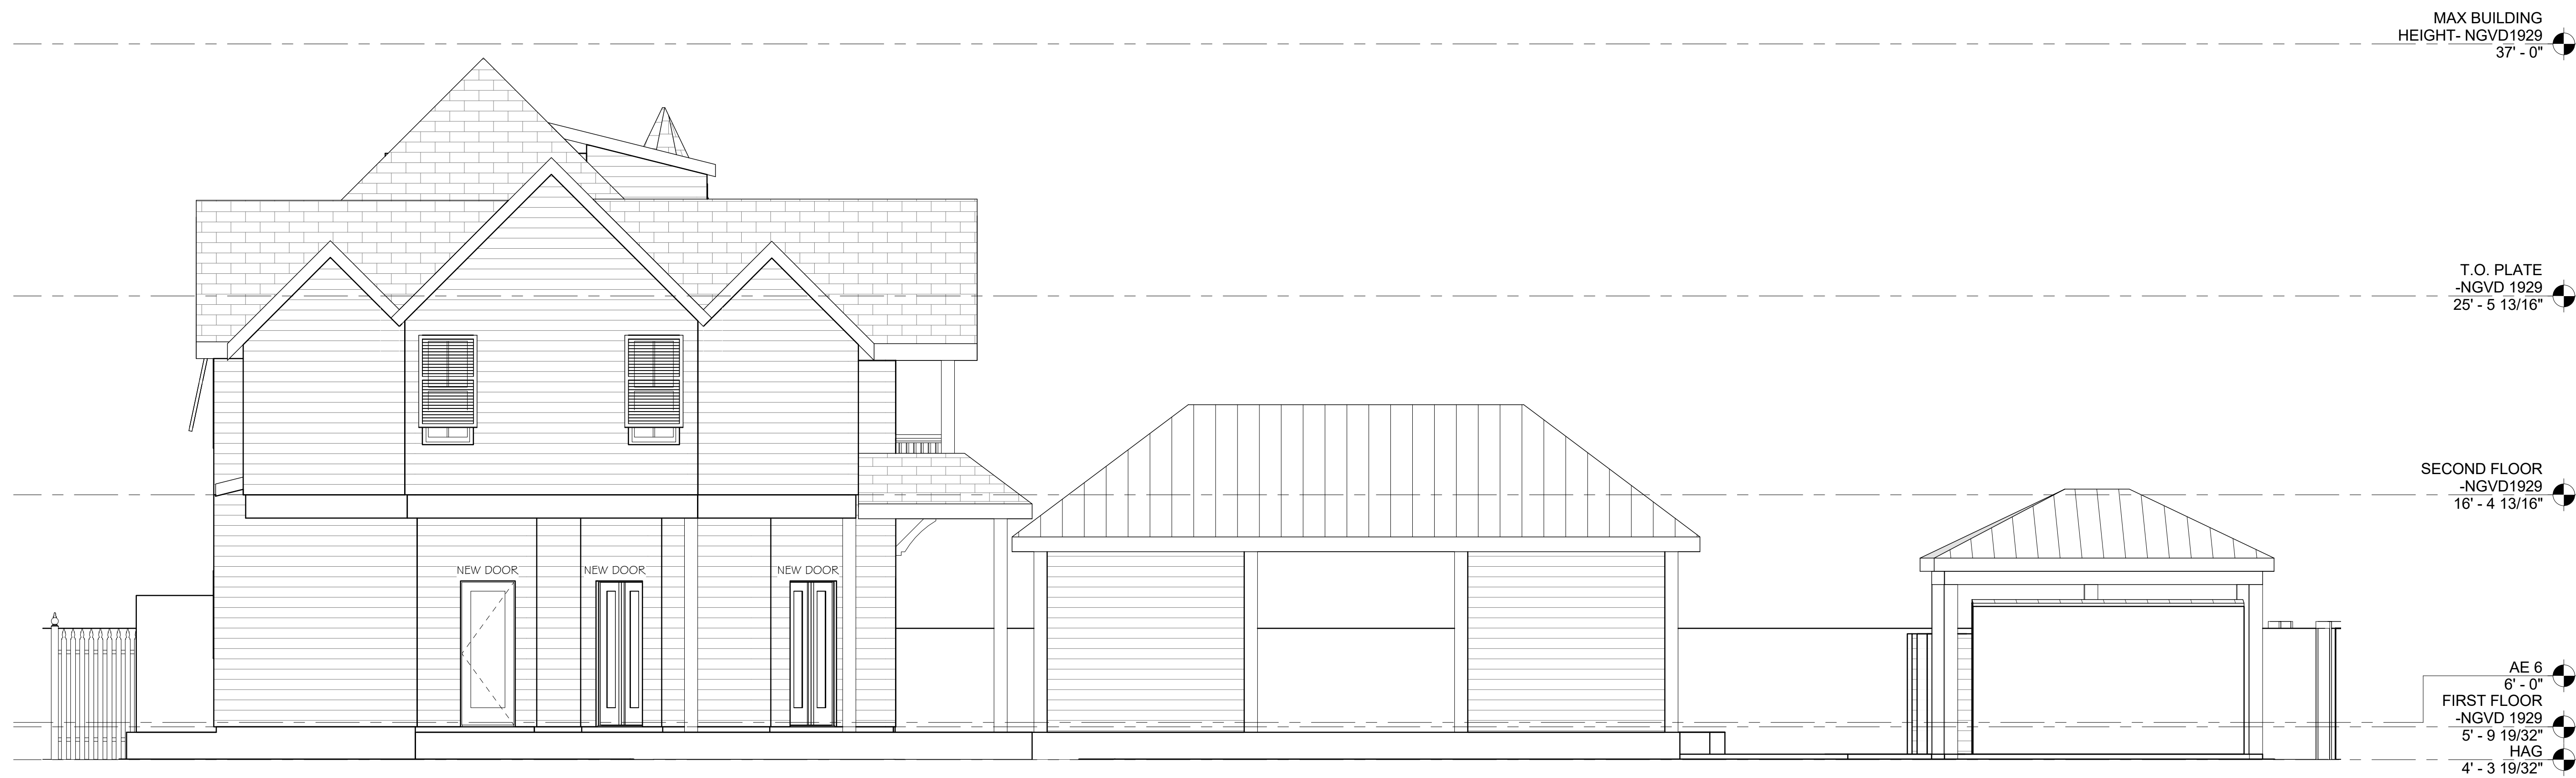 MAX BUILDING
HEIGHT- NGVD1929
37' - 0"
T.O. PLATE
-NGVD 1929
25' - 5 13/16"
SECOND FLOOR
-NGVD1929
16' - 4 13/16"
NEW DOOR NEW DOOR NEW DOOR
AE 6
6' - 0"
FIRST FLOOR
-NGVD 1929
5' - 9 19/32"
HAG
4' - 3 19/32"